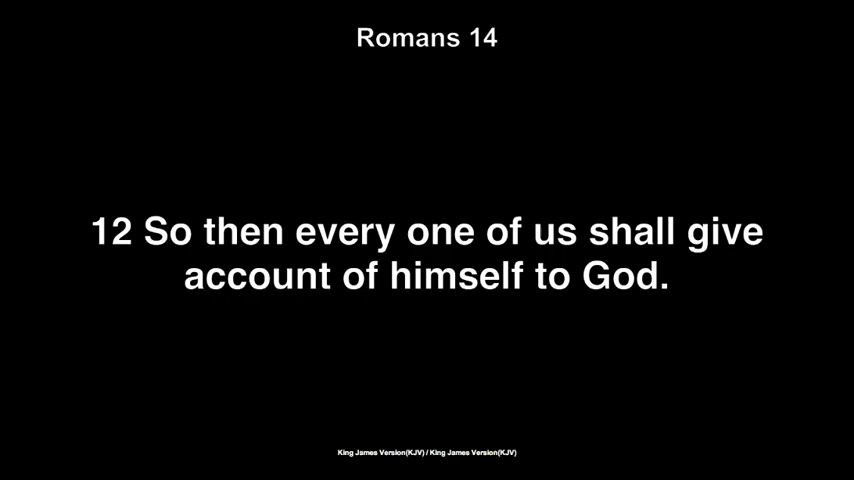 Romans 14
12 So then every one of us shall give
account of himself to God.
King James Version(KJV) / King James Version(KJV)